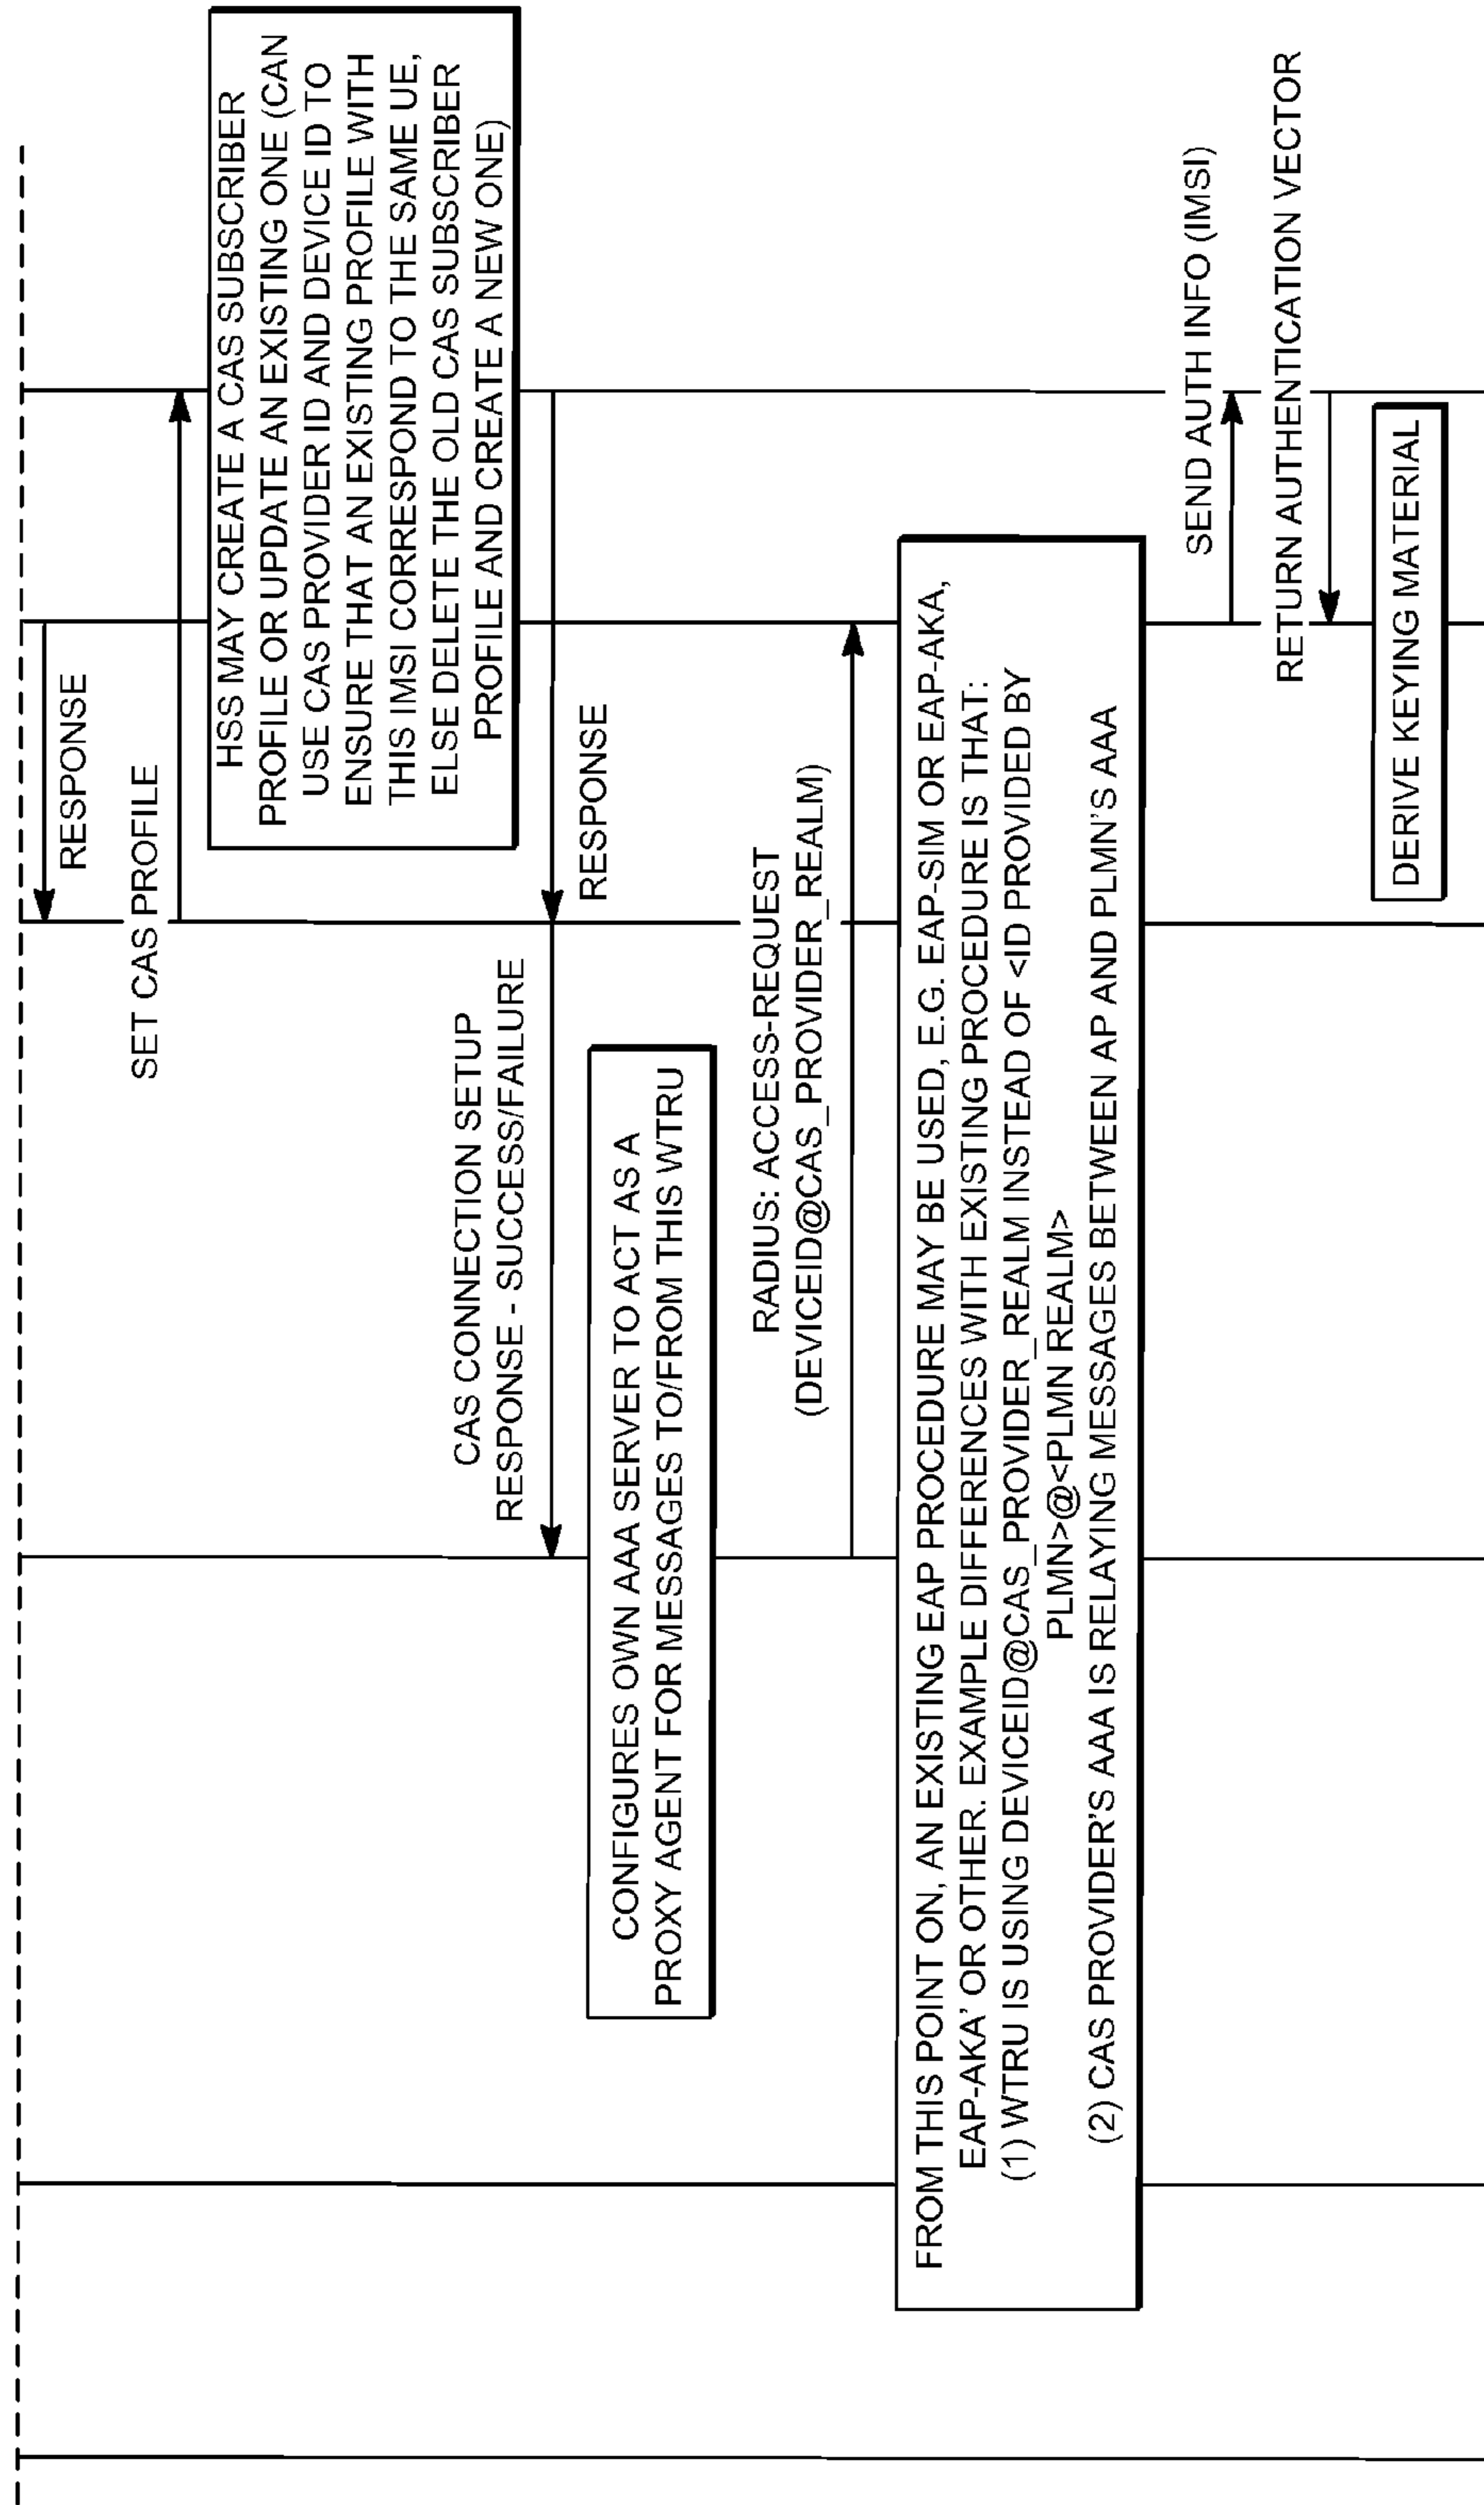 RESPONSE
SET CAS PROFILE
HSS MAY CREATE A CAS SUBSCRIBER
PROFILE OR UPDATE AN EXISTING ONE (CAN
USE CAS PROVIDER ID AND DEVICE ID TO
ENSURE THAT AN EXISTING PROFILE WITH
THIS IMSI CORRESPOND TO THE SAME UE,
ELSE DELETE THE OLD CAS SUBSCRIBER
PROFILE AND CREATE A NEW ONE)
CAS CONNECTION SETUP
RESPONSE - SUCCESS/FAILURE
RESPONSE
CONFIGURES OWN AAA SERVER TO ACT AS A
PROXY AGENT FOR MESSAGES TO/FROM THIS WTRU
RADIUS: ACCESS-REQUEST
(DEVICEID@CAS_PROVIDER_REALM)
FROM THIS POINT ON, AN EXISTING EAP PROCEDURE MAY BE USED, E.G. EAP-SIM OR EAP-AKA,
EAP-AKA' OR OTHER. EXAMPLE DIFFERENCES WITH EXISTING PROCEDURE IS THAT:
(1) WTRU IS USING DEVICEID@CAS_PROVIDER_REALM INSTEAD OF <ID PROVIDED BY
PLMN>@<PLMN REALM>
(2) CAS PROVIDER'S AAA IS RELAYING MESSAGES BETWEEN AP AND PLMN'S AAA
SEND AUTH INFO (IMSI)
RETURN AUTHENTICATION VECTOR
DERIVE KEYING MATERIAL